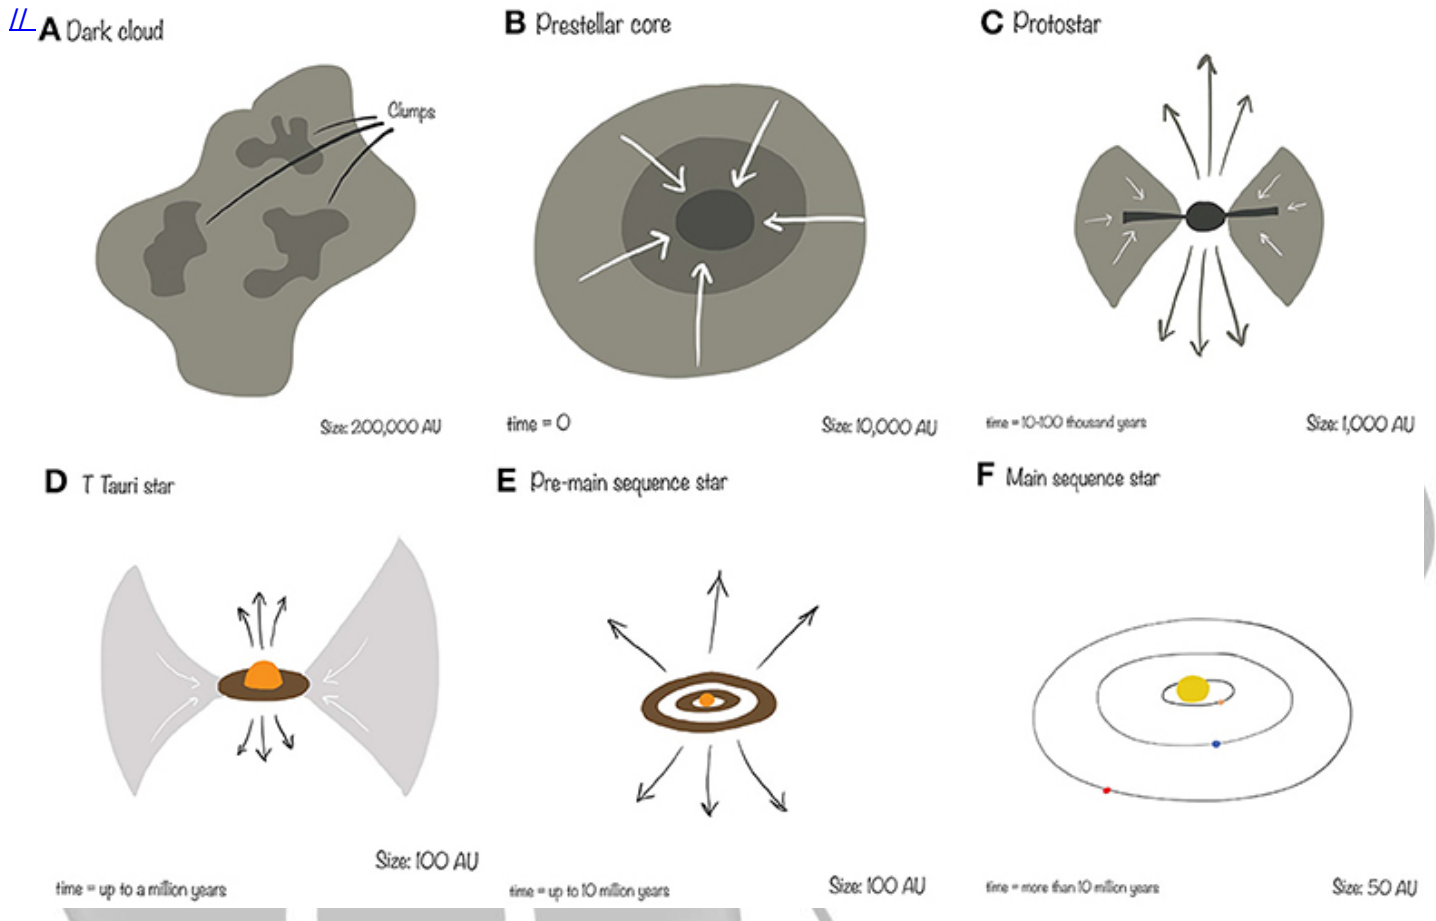 //
A Dark cloud
Clumps
Size: 200,000 AU
B Prestellar core
time = 0
Size: 10,000 AU
C Protostar
time = 10-100 thousand years
Size: 1,000 AU
D T Tauri star
Size: 100 AU
time = up to a million years
E Pre-main sequence star
time = up to 10 million years
Size: 100 AU
F Main sequence star
time = more than 10 million years
Size: 50 AU